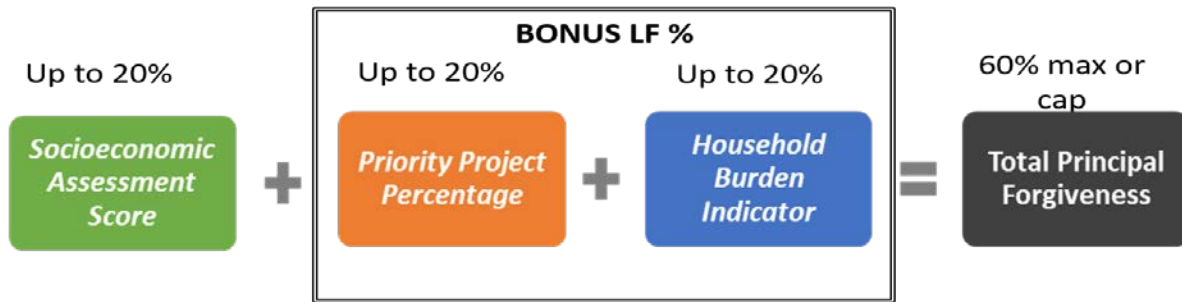 BONUS LF %
Up to 20%
Up to 20%
Up to 20%
60% max or
cap
Socioeconomic
Assessment
Score
+
Priority Project
Percentage
+
Household
Burden
Indicator
=
Total Principal
Forgiveness